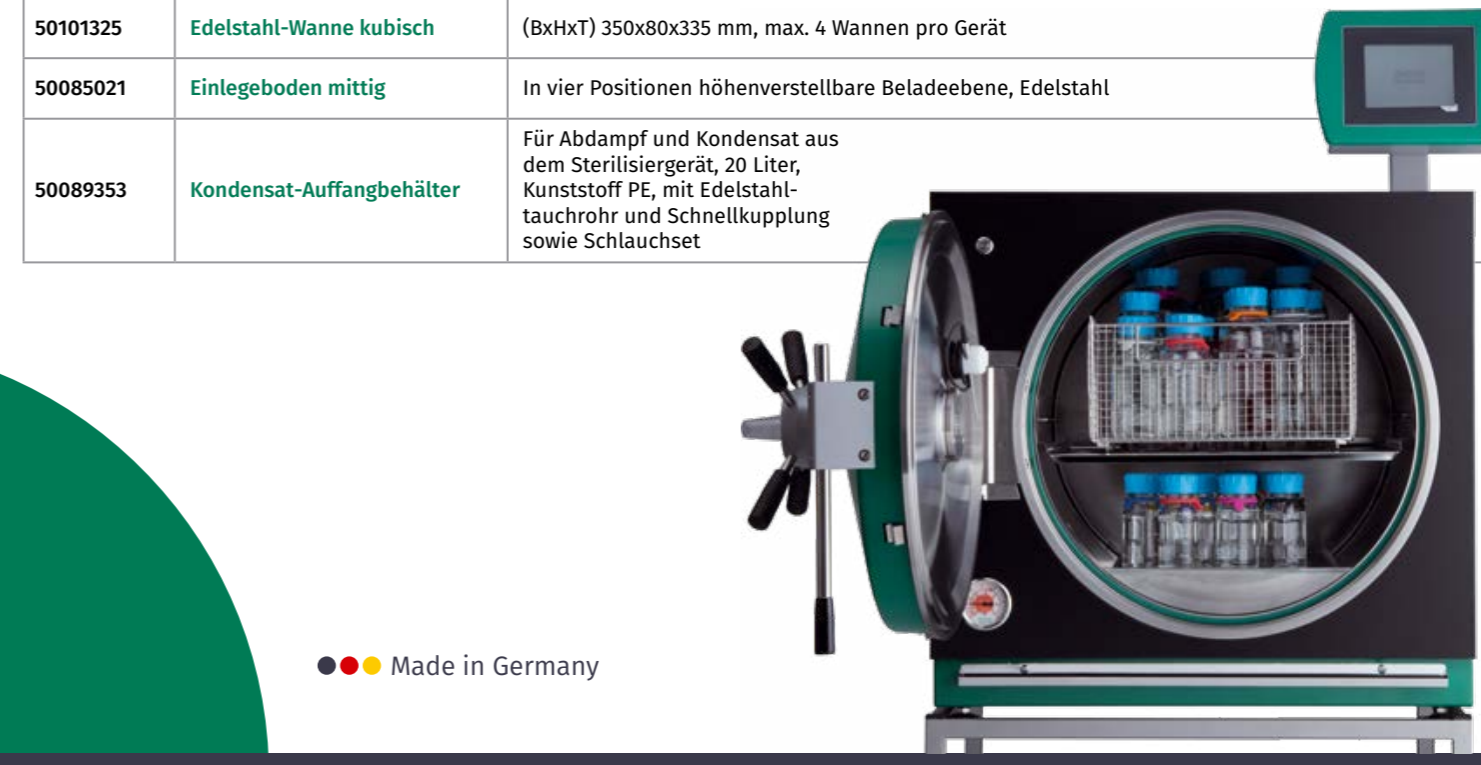 50101325 Edelstahl-Wanne kubisch (BxHxT) 350x80x335 mm, max. 4 Wannen pro Gerät
50085021 Einlegeboden mittig In vier Positionen höhenverstellbare Beladeebene, Edelstahl
50089353 Kondensat-Auffangbehälter Für Abdampf und Kondensat aus
dem Sterilisiergerät, 20 Liter,
Kunststoff PE, mit Edelstahl-
tauchrohr und Schnellkupplung
sowie Schlauchset
Made in Germany